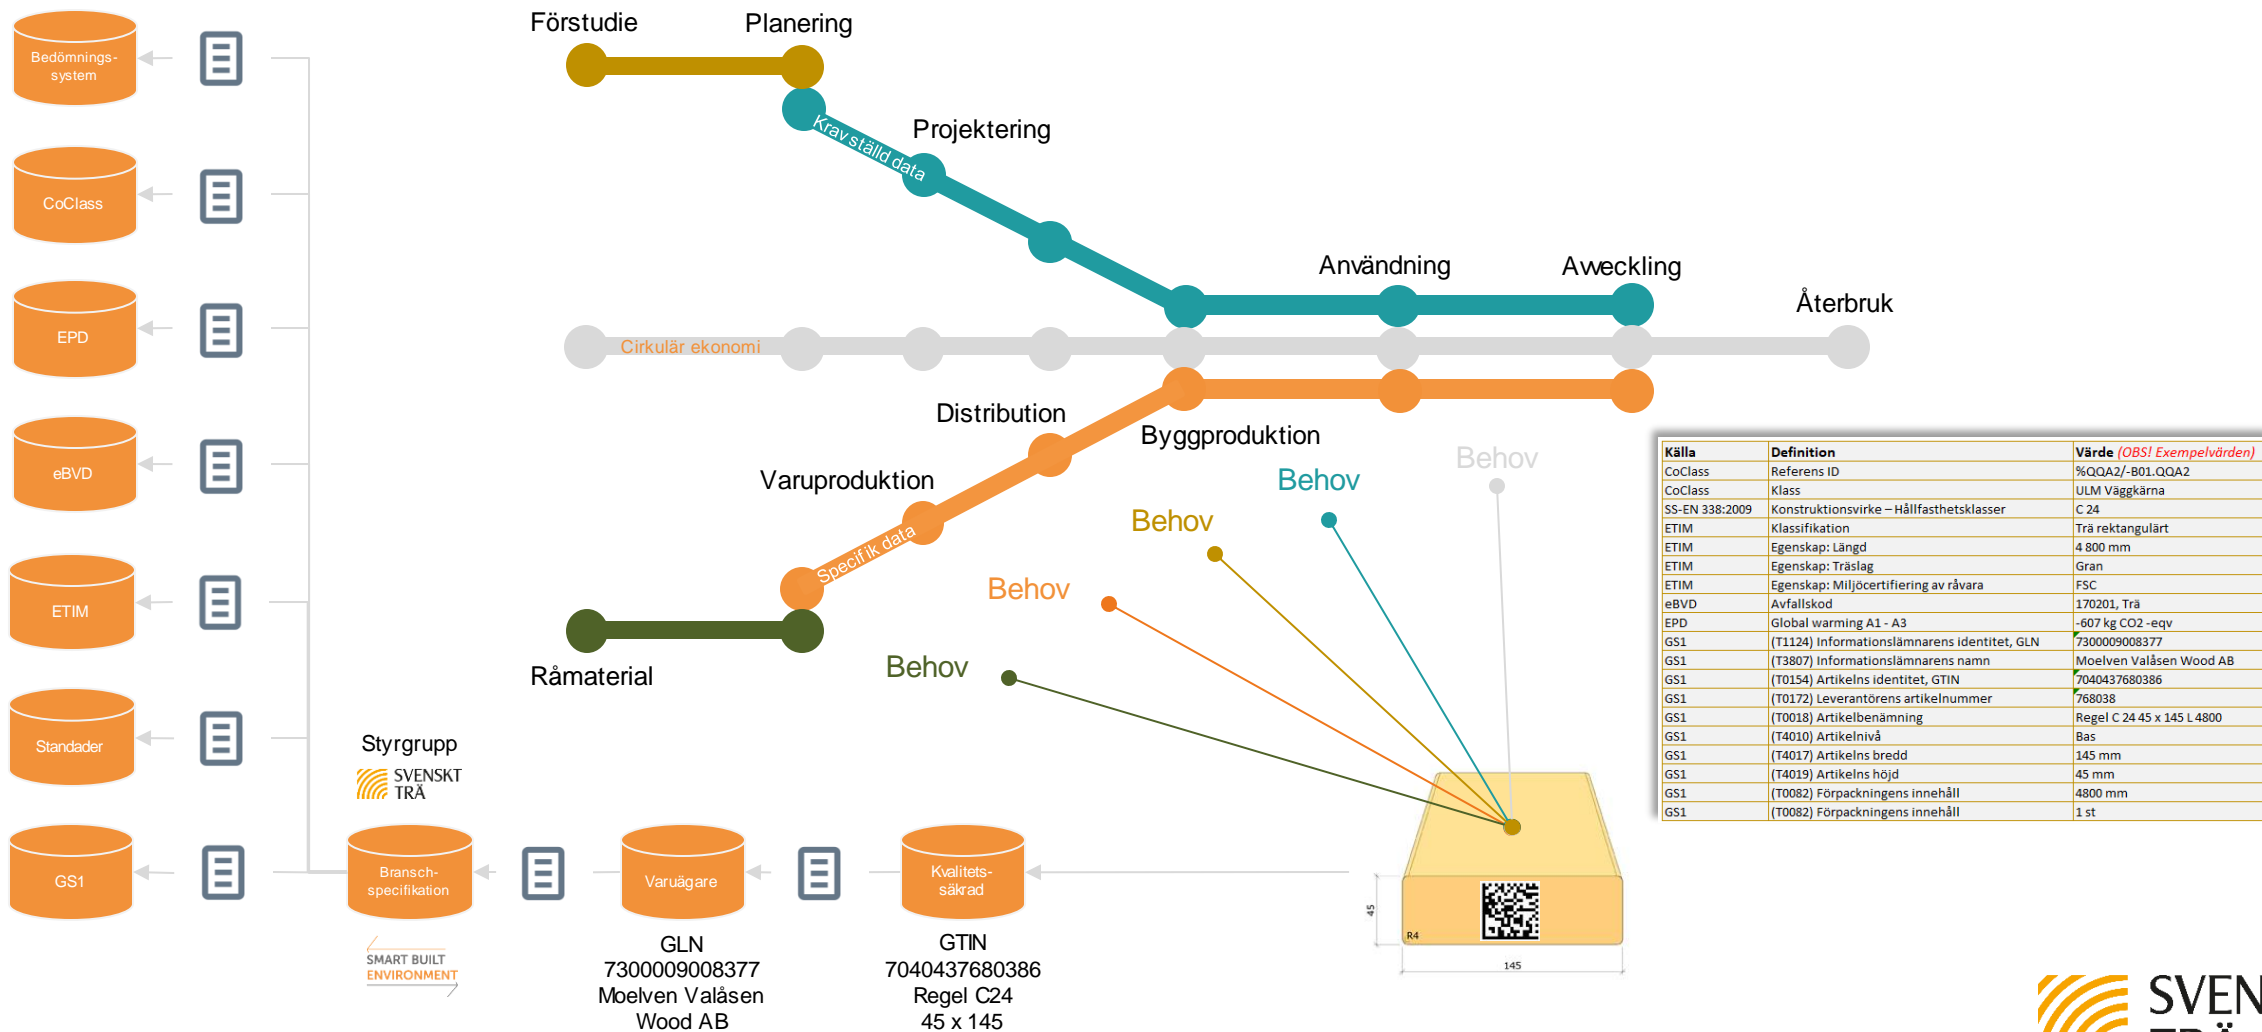 Bedömnings-
system
CoClass
EPD
eBVD
ETIM
Standader
GS1
Förstudie
Planering
Krav ställd data
Projektering
Användning
Avveckling
Återbruk
Cirkulär ekonomi
Distribution
Byggproduktion
Varuproduktion
Specifik data
Råmaterial
Behov
Behov
Behov
Behov
Behov
Styrgrupp
SVENSKT
TRÄ
Bransch-
specifikation
SMART BUILT
ENVIRONMENT
Varuägare
GLN
7300009008377
Moelven Valåsen
Wood AB
Kvalitets-
säkrad
GTIN
7040437680386
Regel C24
45 x 145
45
R4
145
Källa Definition Värde (OBS! Exempelvärden)
CoClass Referens ID %QQA2/-B01.QQA2
CoClass Klass ULM Väggkärna
SS-EN 338:2009 Konstruktionsvirke – Hållfasthetsklasser C 24
ETIM Klassifikation Trä rektangulärt
ETIM Egenskap: Längd 4 800 mm
ETIM Egenskap: Träslag Gran
ETIM Egenskap: Miljöcertifiering av råvara FSC
eBVD Avfallskod 170201, Trä
EPD Global warming A1 - A3 -607 kg CO2 -eqv
GS1 (T1124) Informationslämnarens identitet, GLN 7300009008377
GS1 (T3807) Informationslämnarens namn Moelven Valåsen Wood AB
GS1 (T0154) Artikelns identitet, GTIN 7040437680386
GS1 (T0172) Leverantörens artikelnummer 768038
GS1 (T0018) Artikelbenämning Regel C 24 45 x 145 L 4800
GS1 (T4010) Artikelnivå Bas
GS1 (T4017) Artikelns bredd 145 mm
GS1 (T4019) Artikelns höjd 45 mm
GS1 (T0082) Förpackningens innehåll 4800 mm
GS1 (T0082) Förpackningens innehåll 1 st
SVEN
TRÄ